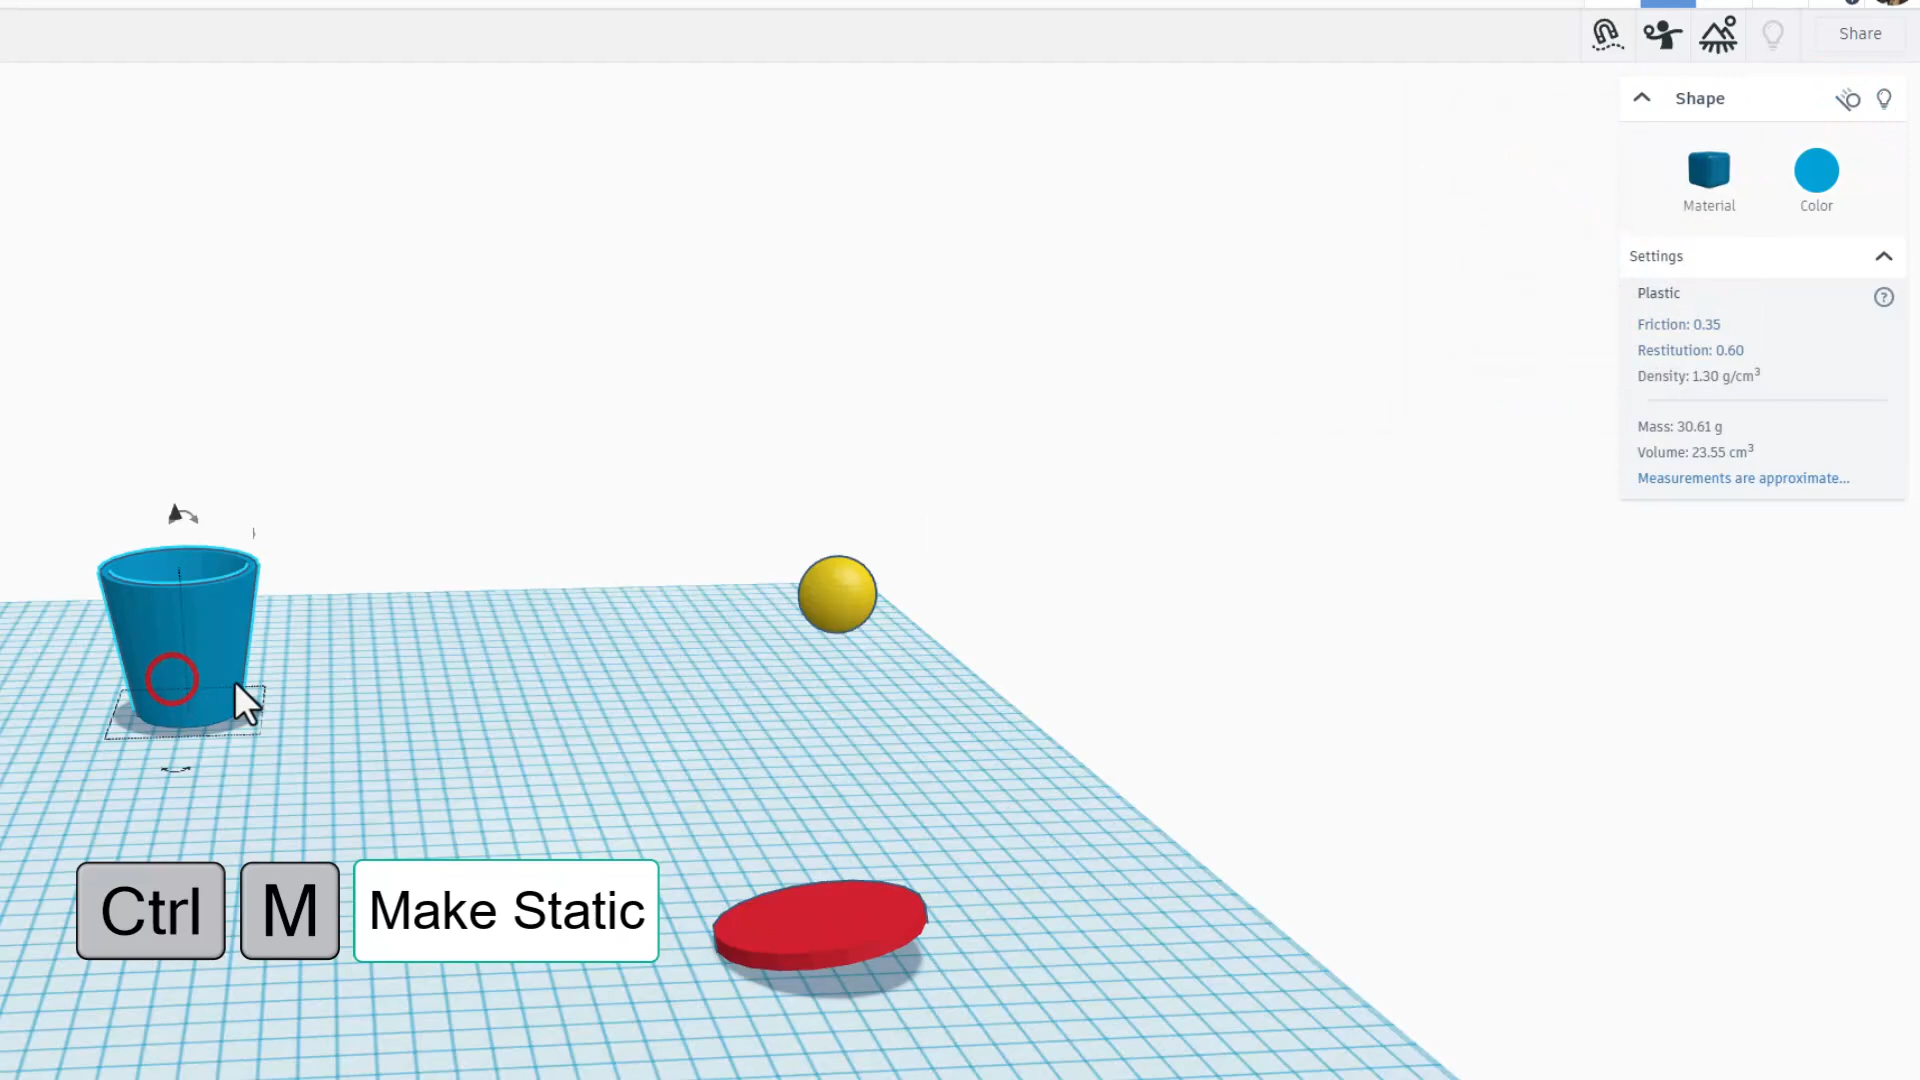 Share
Shape
Material
Color
Settings
Plastic
?
Friction: 0.35
Restitution: 0.60
Density: 1.30 g/cm³
Mass: 30.61 g
Volume: 23.55 cm³
Measurements are approximate...
Ctrl M Make Static